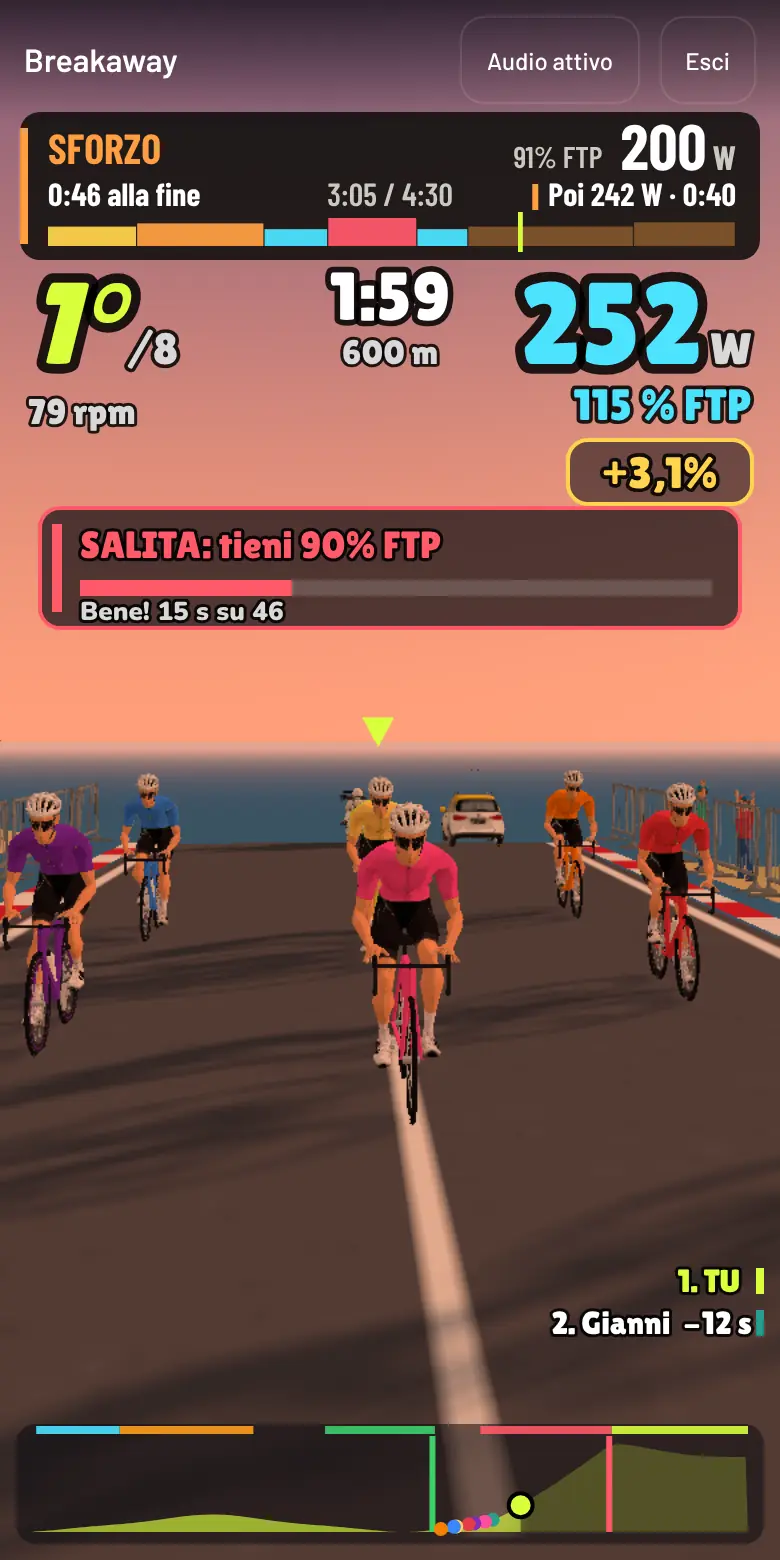 Breakaway
Audio attivo
Esci
SFORZO
91% FTP 200 W
0:46 alla fine
3:05 / 4:30
Poi 242 W · 0:40
1º/8
1:59
252 W
600 m
115 % FTP
79 rpm
+3,1%
SALITA: tieni 90% FTP
Bene! 15 s su 46
1. TU
2. Gianni –12 s